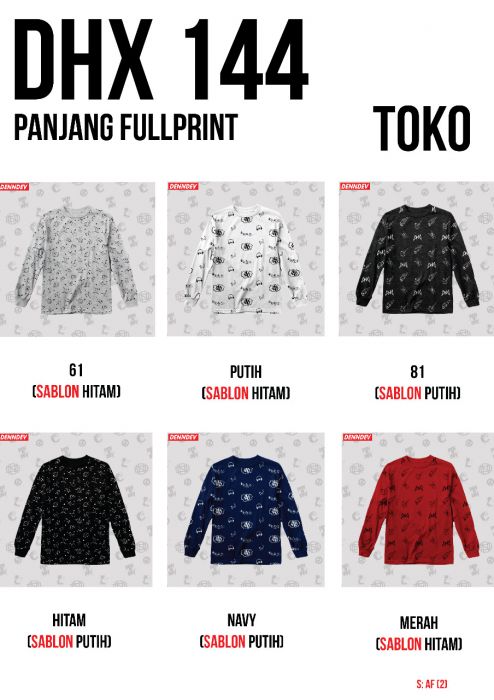 DHX 144
PANJANG FULLPRINT
TOKO
DENNDEV
DENNDEV
DENNDEV
61
(SABLON HITAM)
PUTIH
(SABLON HITAM)
81
(SABLON PUTIH)
DENNDEV
DENNDEV
DENNDEV
HITAM
(SABLON PUTIH)
NAVY
(SABLON PUTIH)
MERAH
(SABLON HITAM)
S: AF (2)